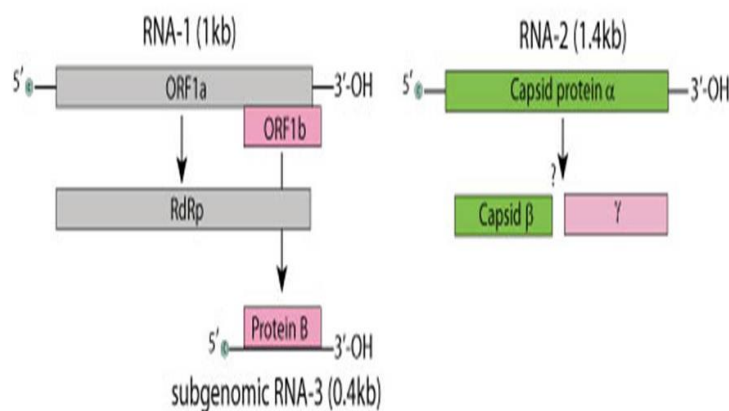 RNA-1 (1kb)
5′ c ORF1a 3′-OH
ORF1b
RdRp
Protein B
5′ c 3′-OH
subgenomic RNA-3 (0.4kb)
RNA-2 (1.4kb)
5′ c Capsid protein α 3′-OH
?
Capsid β γ